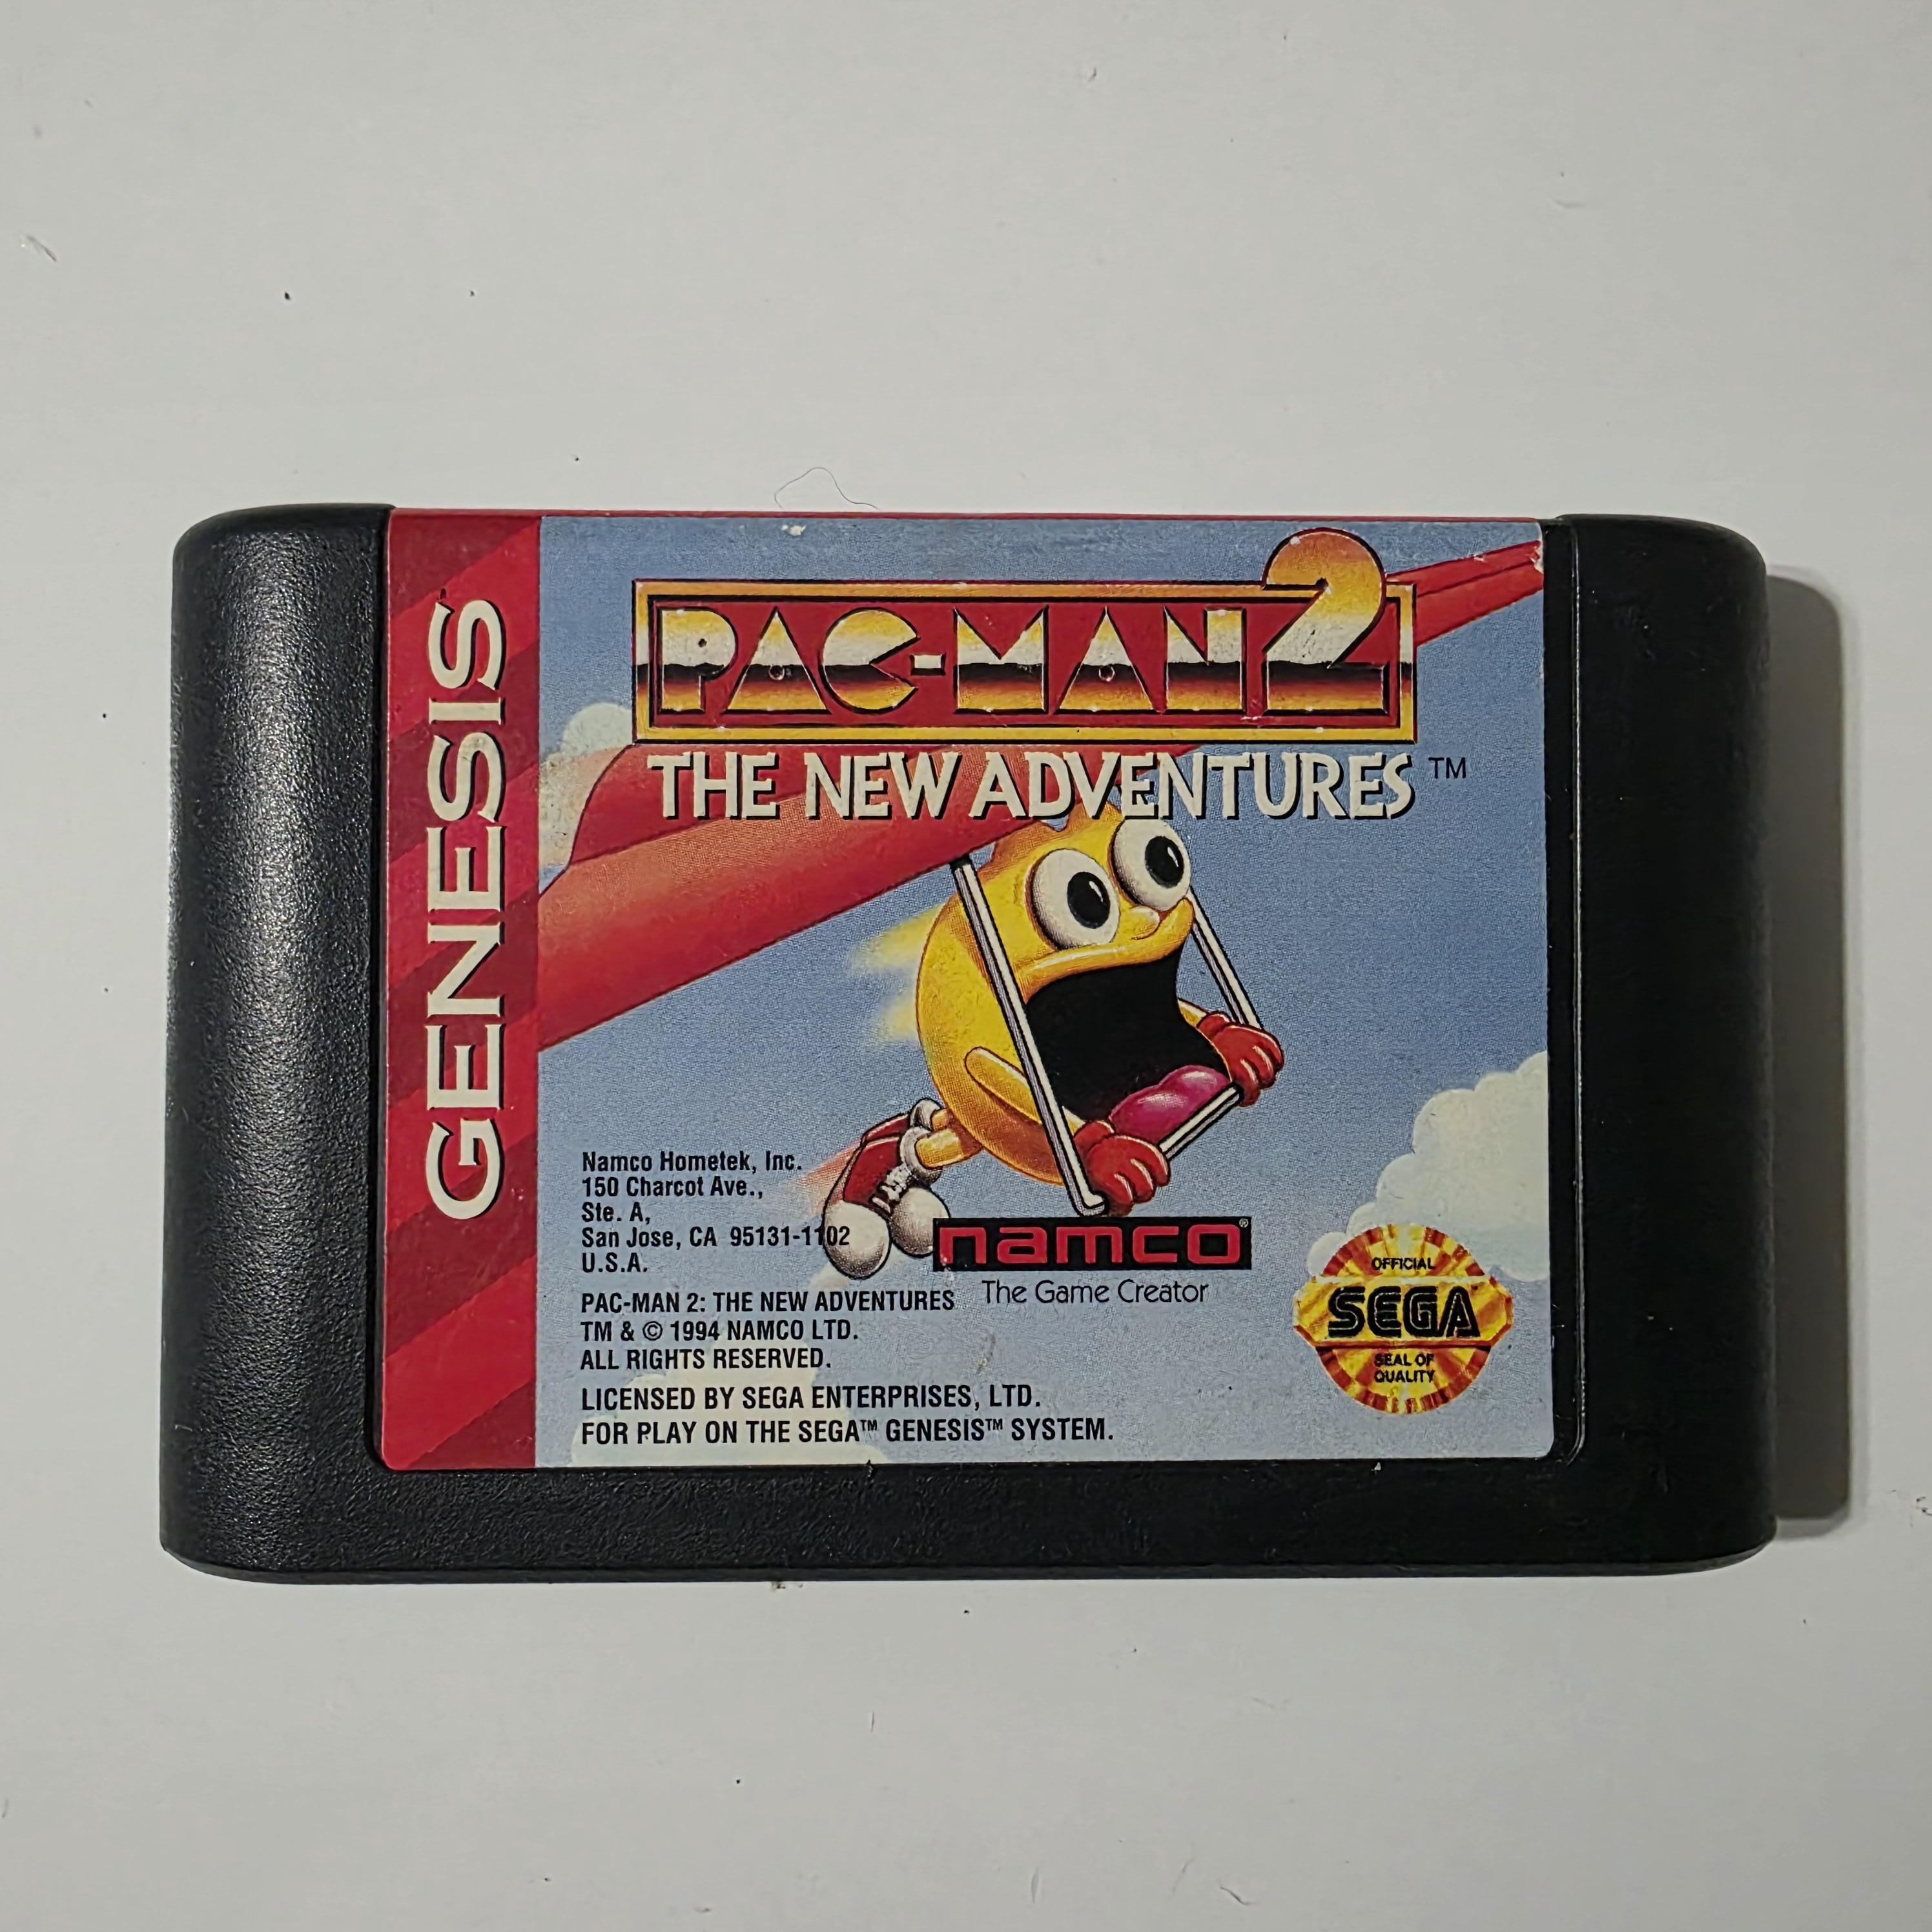 GENESIS
PAC-MAN 2
THE NEW ADVENTURES™
Namco Hometek, Inc.
150 Charcot Ave.,
Ste. A,
San Jose, CA 95131-1102
U.S.A.
namco®
The Game Creator
PAC-MAN 2: THE NEW ADVENTURES
TM & © 1994 NAMCO LTD.
ALL RIGHTS RESERVED.
LICENSED BY SEGA ENTERPRISES, LTD.
FOR PLAY ON THE SEGA™ GENESIS™ SYSTEM.
OFFICIAL
SEGA
SEAL OF
QUALITY